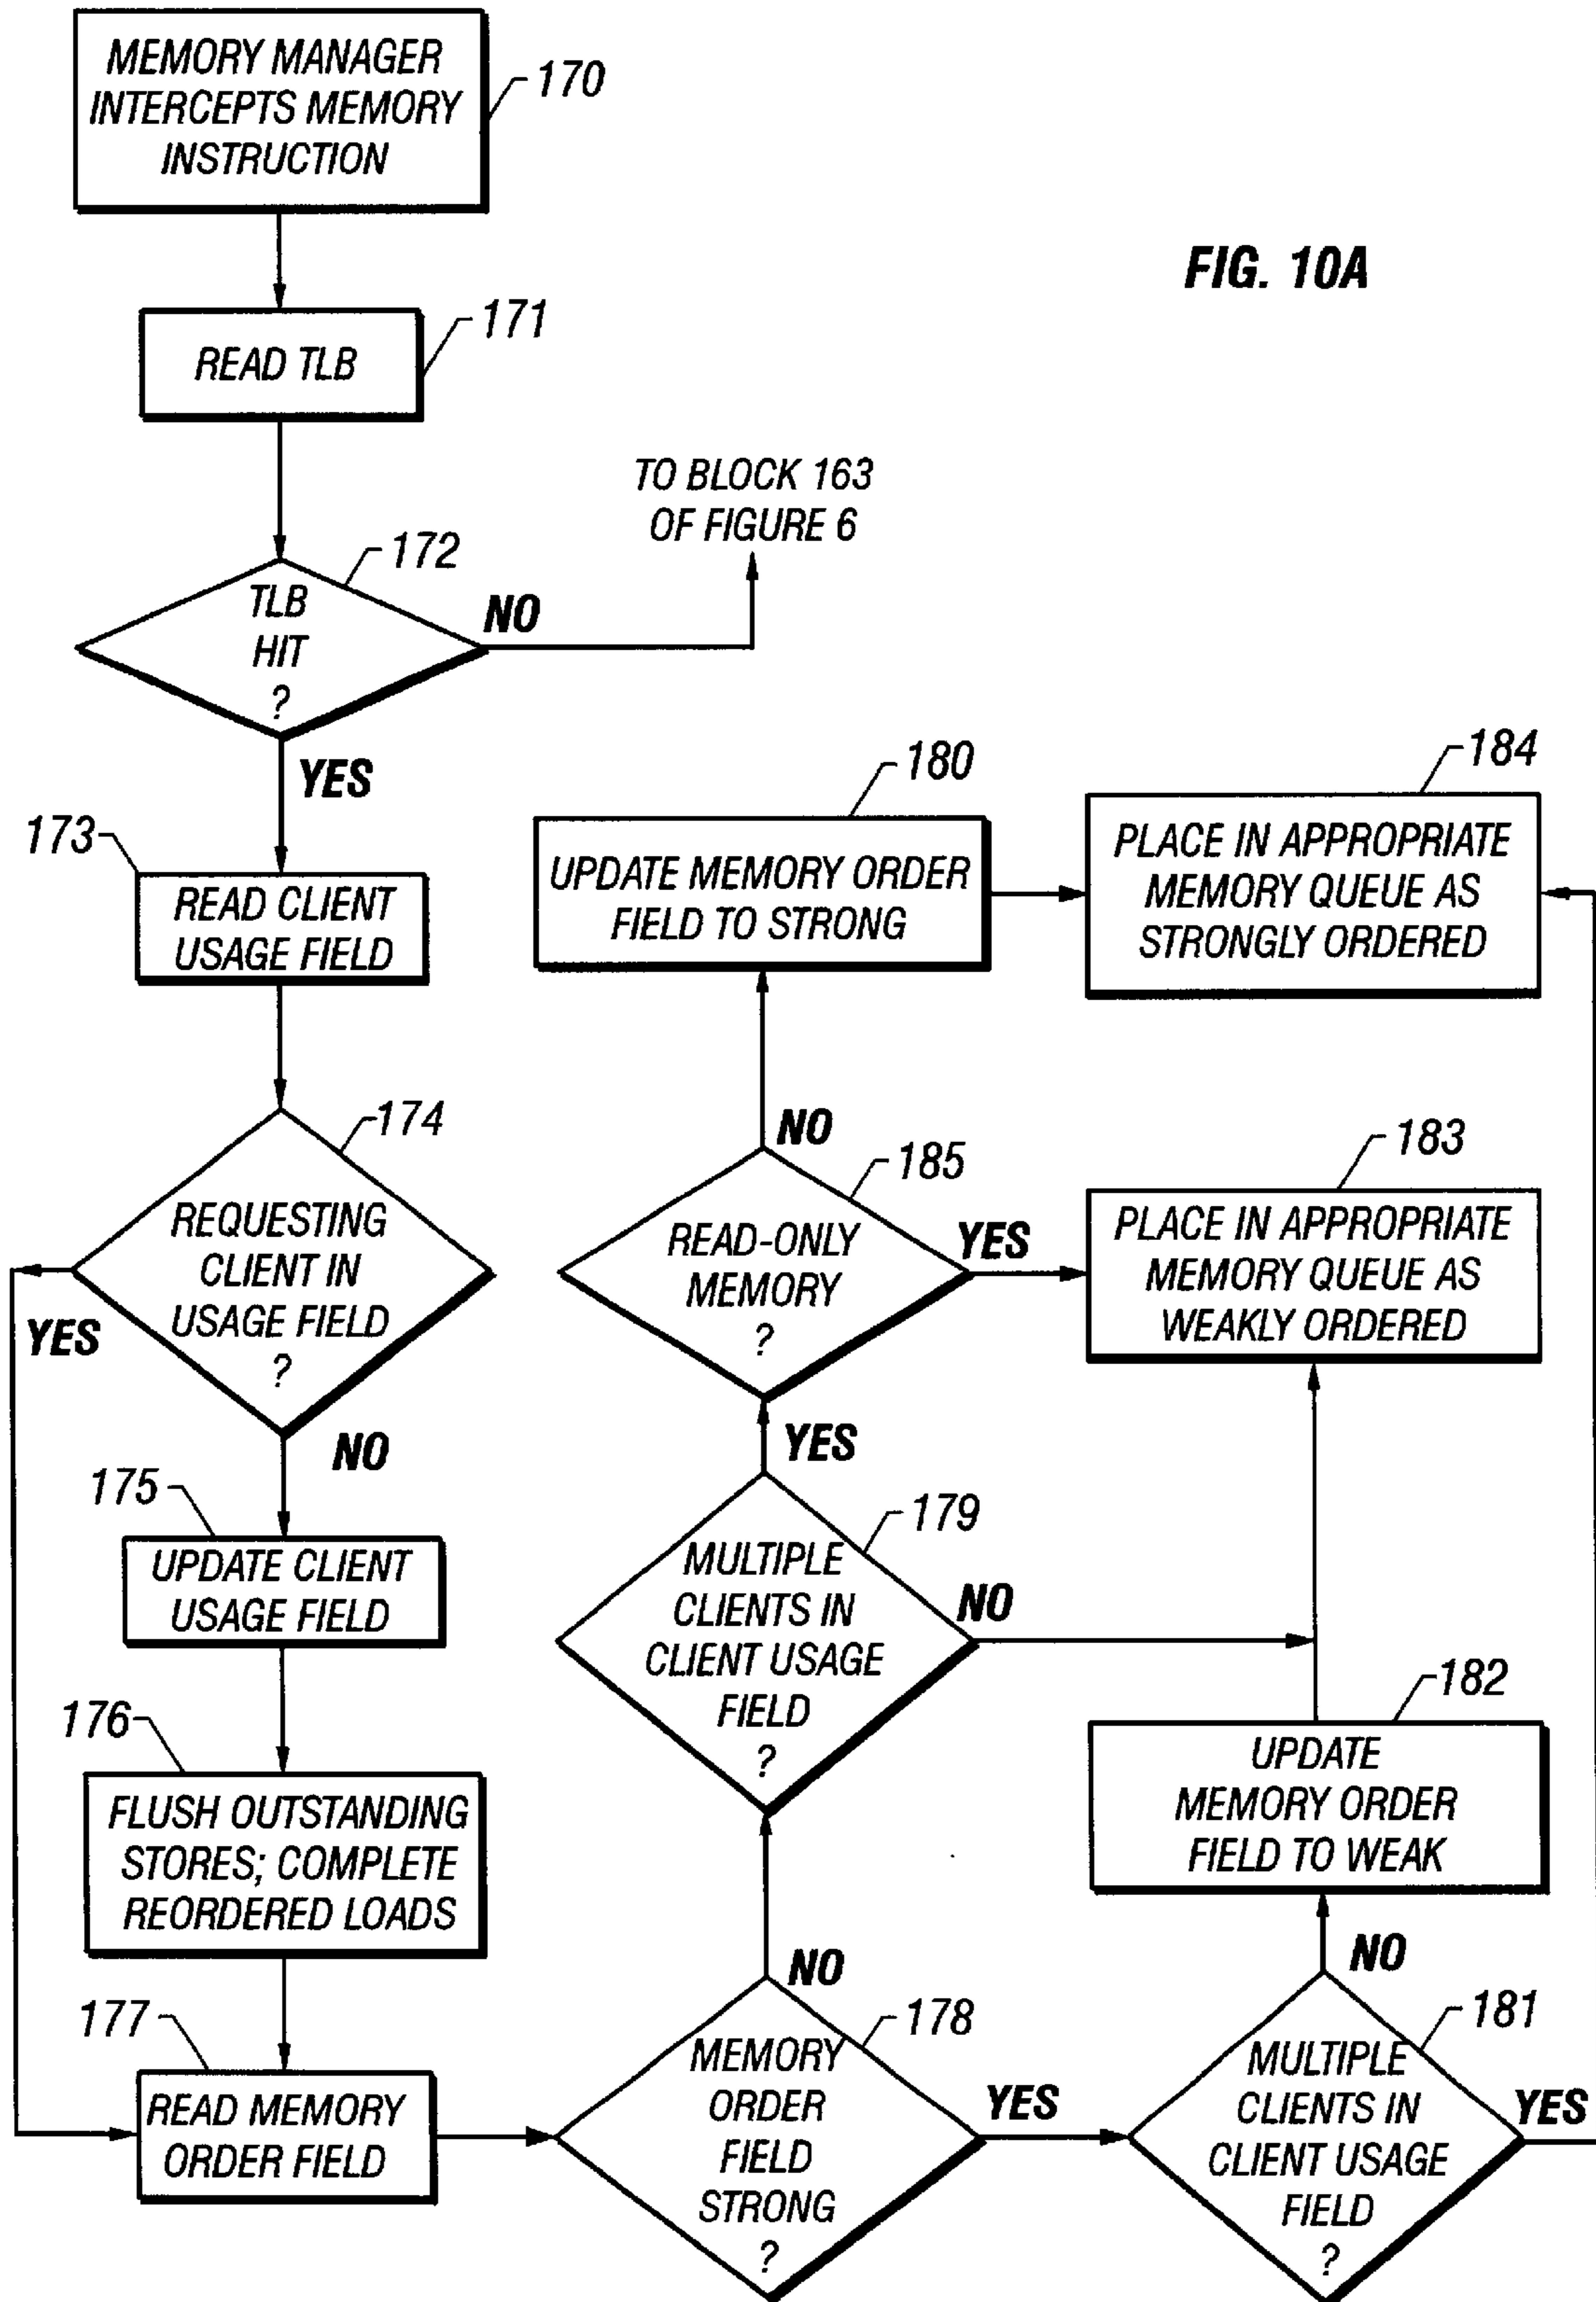 MEMORY MANAGER
INTERCEPTS MEMORY
INSTRUCTION
170
FIG. 10A
READ TLB
171
TO BLOCK 163
OF FIGURE 6
TLB
HIT
?
172
NO
YES
173
READ CLIENT
USAGE FIELD
174
REQUESTING
CLIENT IN
USAGE FIELD
?
YES
NO
175
UPDATE CLIENT
USAGE FIELD
176
FLUSH OUTSTANDING
STORES; COMPLETE
REORDERED LOADS
177
READ MEMORY
ORDER FIELD
180
UPDATE MEMORY ORDER
FIELD TO STRONG
184
PLACE IN APPROPRIATE
MEMORY QUEUE AS
STRONGLY ORDERED
NO
185
READ-ONLY
MEMORY
?
YES
183
PLACE IN APPROPRIATE
MEMORY QUEUE AS
WEAKLY ORDERED
YES
179
MULTIPLE
CLIENTS IN
CLIENT USAGE
FIELD
?
NO
182
UPDATE
MEMORY ORDER
FIELD TO WEAK
NO
178
MEMORY
ORDER
FIELD
STRONG
?
YES
NO
181
MULTIPLE
CLIENTS IN
CLIENT USAGE
FIELD
?
YES